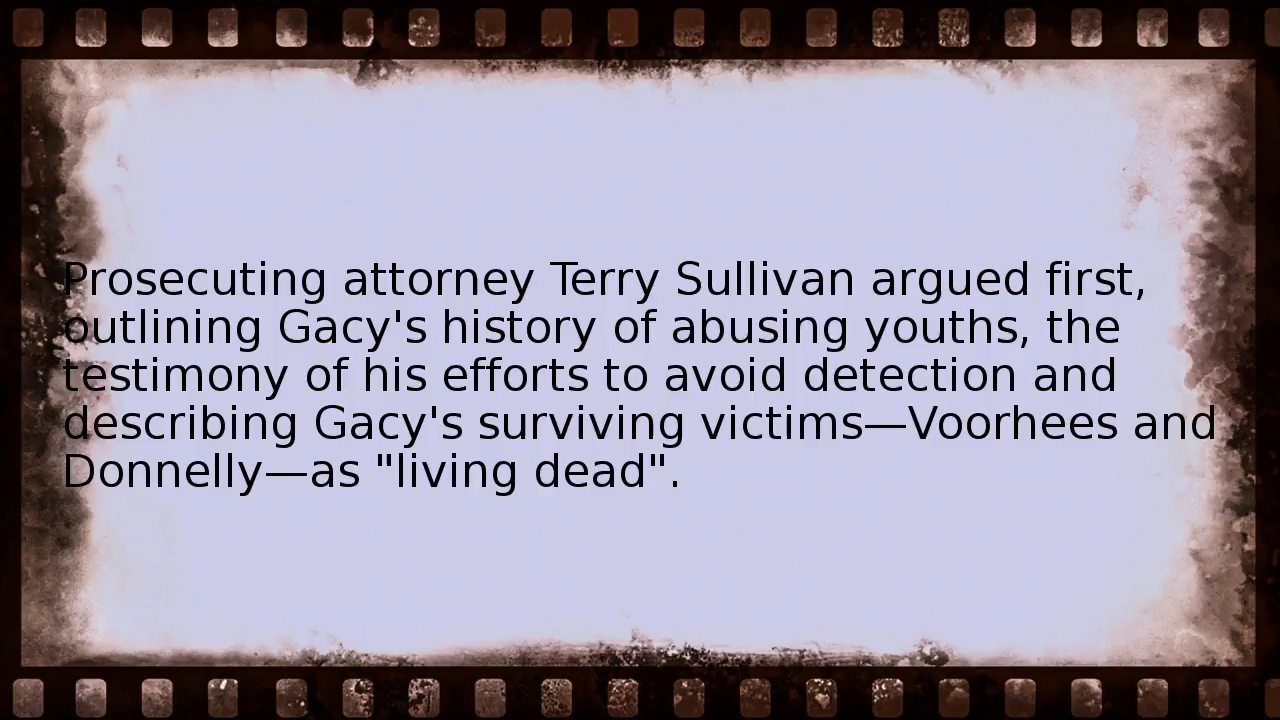 Prosecuting attorney Terry Sullivan argued first,
outlining Gacy's history of abusing youths, the
testimony of his efforts to avoid detection and
describing Gacy's surviving victims—Voorhees and
Donnelly—as "living dead".